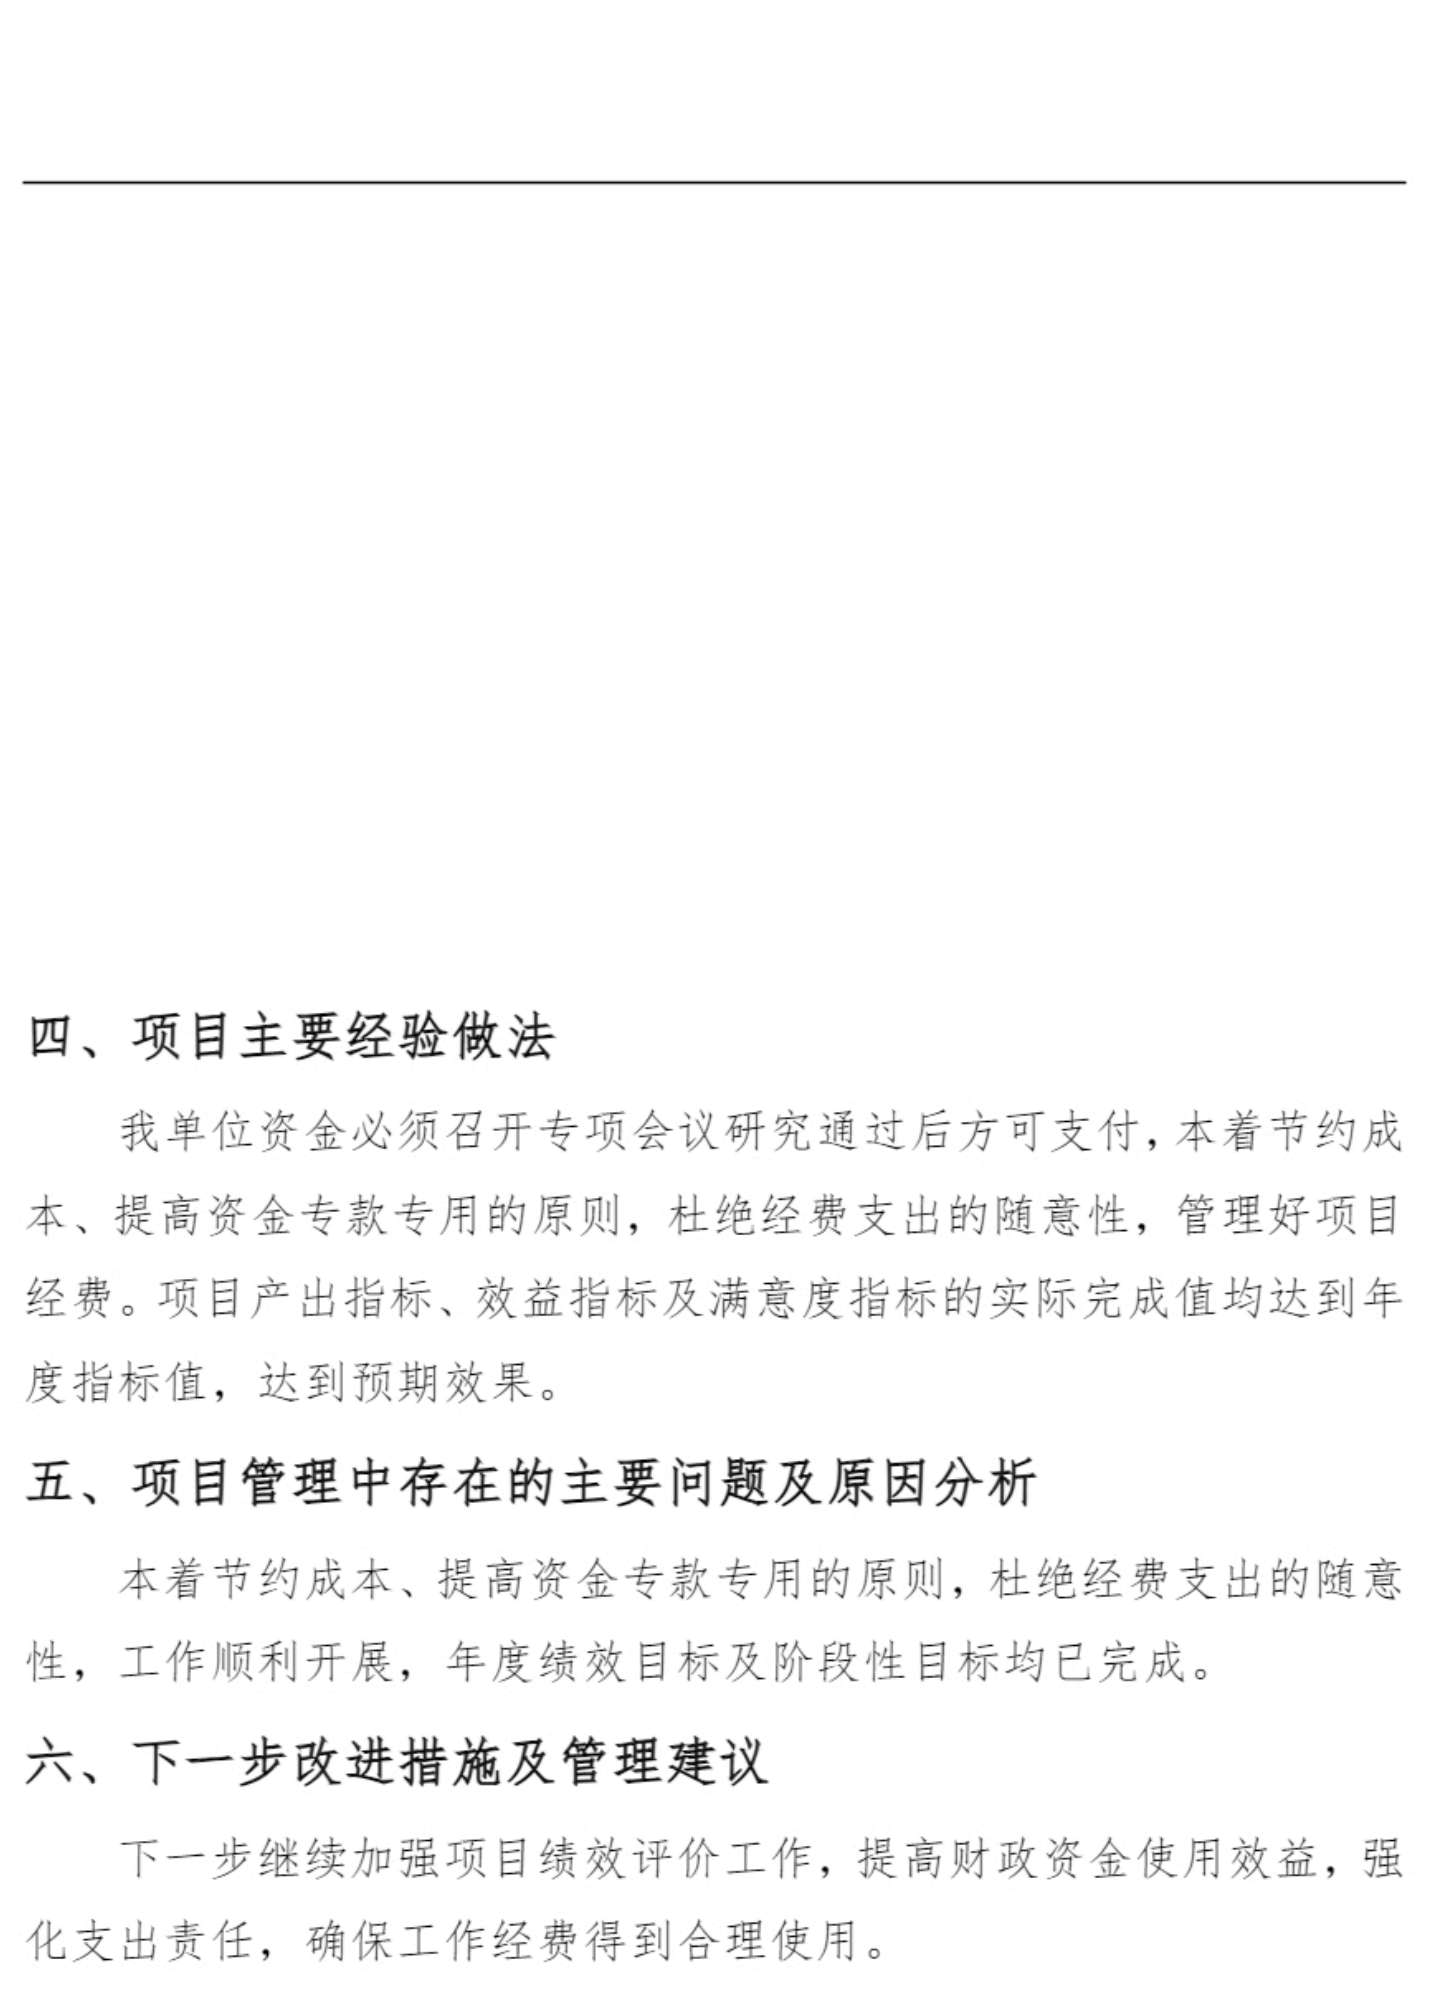 四、项目主要经验做法
我单位资金必须召开专项会议研究通过后方可支付，本着节约成
本、提高资金专款专用的原则，杜绝经费支出的随意性，管理好项目
经费。项目产出指标、效益指标及满意度指标的实际完成值均达到年
度指标值，达到预期效果。
五、项目管理中存在的主要问题及原因分析
本着节约成本、提高资金专款专用的原则，杜绝经费支出的随意
性，工作顺利开展，年度绩效目标及阶段性目标均已完成。
六、下一步改进措施及管理建议
下一步继续加强项目绩效评价工作，提高财政资金使用效益，强
化支出责任，确保工作经费得到合理使用。